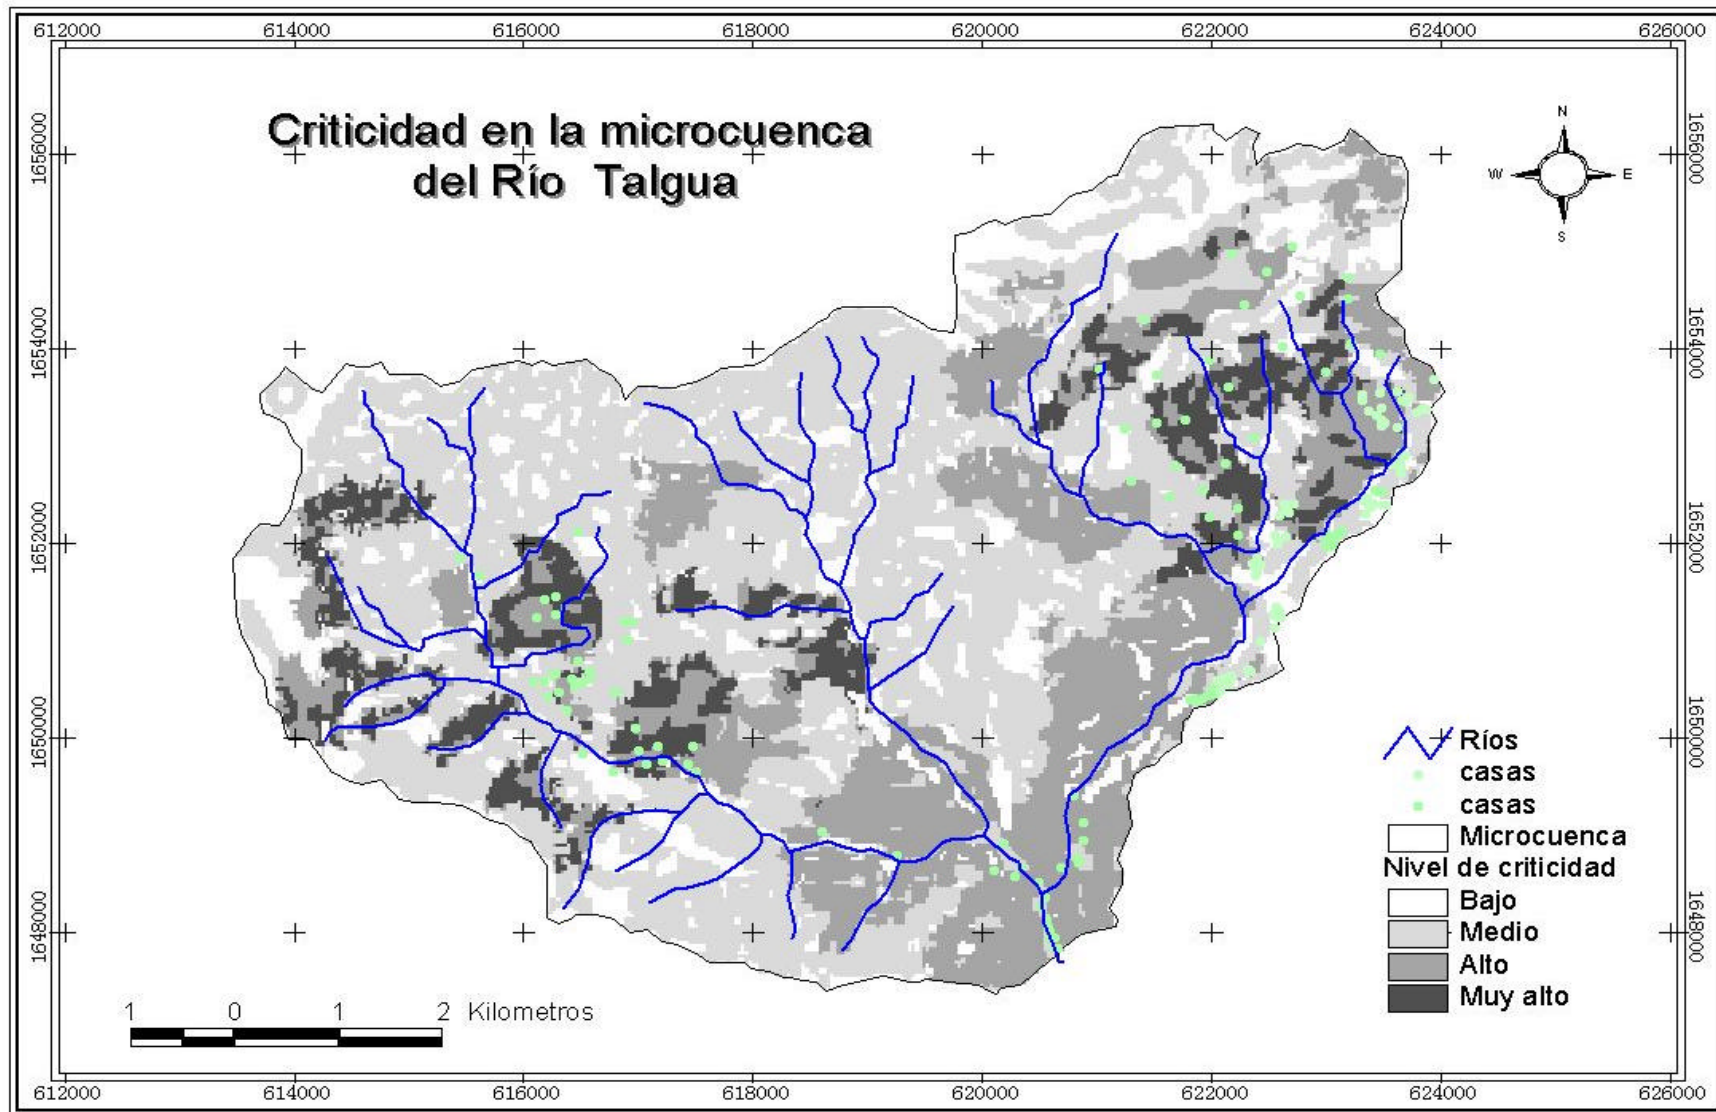 612000 614000 616000 618000 620000 622000 624000 626000
Criticidad en la microcuenca
del Río Talgua
N
W E
S
1656000 1656000
1654000 1654000
1652000 1652000
1650000 1650000
1648000 1648000
Ríos
casas
casas
Microcuenca
Nivel de criticidad
Bajo
Medio
Alto
Muy alto
1 0 1 2 Kilometros
612000 614000 616000 618000 620000 622000 624000 626000